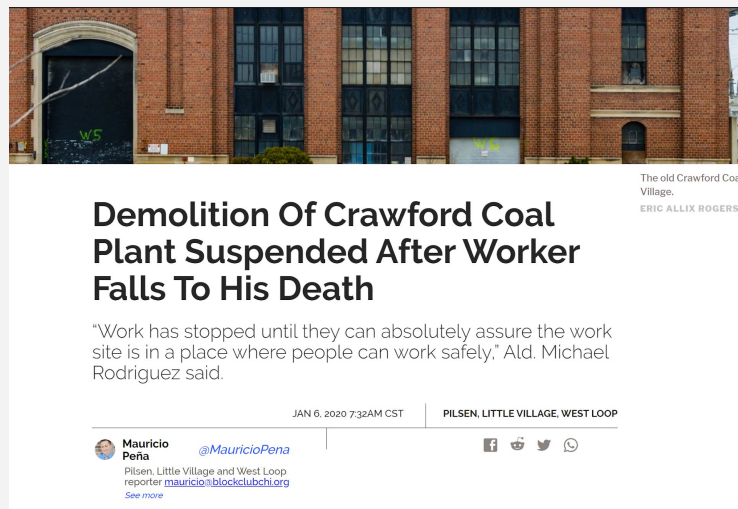 W5
W6
The old Crawford Coa
Village.
ERIC ALLIX ROGERS
Demolition Of Crawford Coal
Plant Suspended After Worker
Falls To His Death
“Work has stopped until they can absolutely assure the work
site is in a place where people can work safely,” Ald. Michael
Rodriguez said.
JAN 6, 2020 7:32AM CST
PILSEN, LITTLE VILLAGE, WEST LOOP
Mauricio
Peña
@MauricioPena
Pilsen, Little Village and West Loop
reporter mauricio@blockclubchi.org
See more